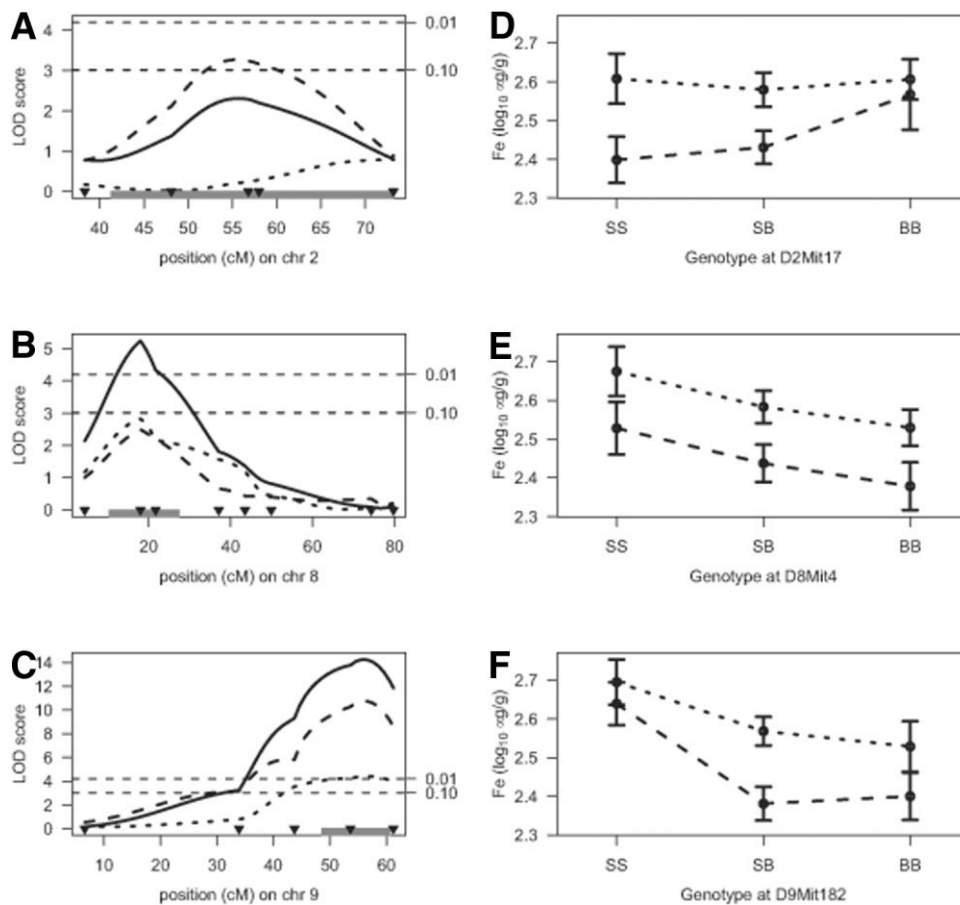 A
LOD score
4
3
2
1
0
0.01
0.10
40 45 50 55 60 65 70
position (cM) on chr 2
D
Fe (log10 ∝g/g)
2.7
2.6
2.5
2.4
2.3
SS SB BB
Genotype at D2Mit17
B
LOD score
5
4
3
2
1
0
0.01
0.10
20 40 60 80
position (cM) on chr 8
E
Fe (log10 ∝g/g)
2.7
2.6
2.5
2.4
2.3
SS SB BB
Genotype at D8Mit4
C
LOD score
14
12
10
8
6
4
2
0
0.01
0.10
10 20 30 40 50 60
position (cM) on chr 9
F
Fe (log10 ∝g/g)
2.7
2.6
2.5
2.4
2.3
SS SB BB
Genotype at D9Mit182